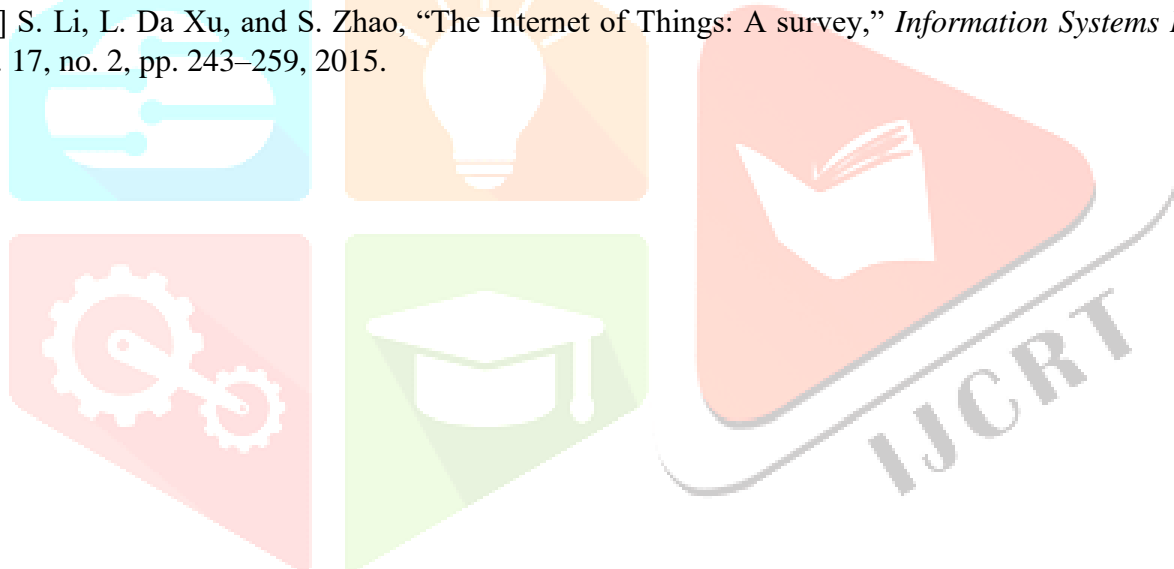 ] S. Li, L. Da Xu, and S. Zhao, “The Internet of Things: A survey,” Information Systems
. 17, no. 2, pp. 243–259, 2015.
IJCRT